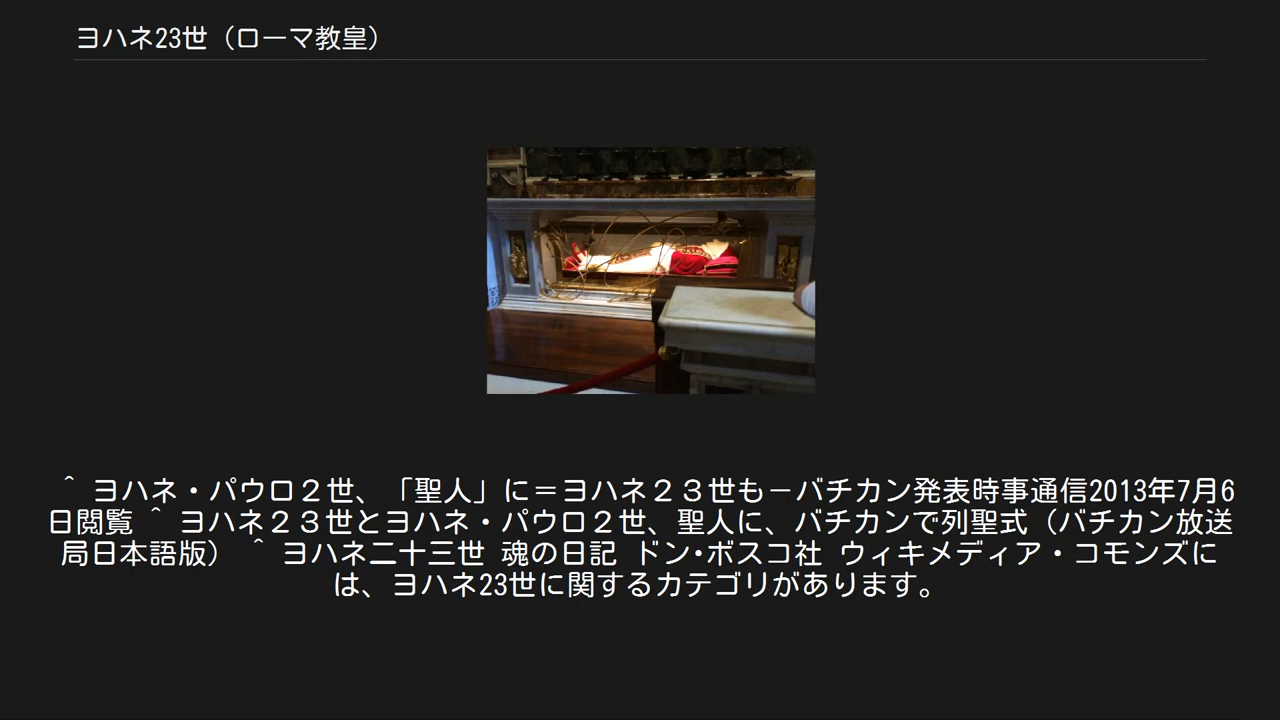 ヨハネ23世（ローマ教皇）
^ ヨハネ・パウロ２世、「聖人」に＝ヨハネ２３世も－バチカン発表時事通信2013年7月6
日閲覧 ^ ヨハネ２３世とヨハネ・パウロ２世、聖人に、バチカンで列聖式（バチカン放送
局日本語版） ^ ヨハネ二十三世 魂の日記 ドン･ボスコ社 ウィキメディア・コモンズに
は、ヨハネ23世に関するカテゴリがあります。